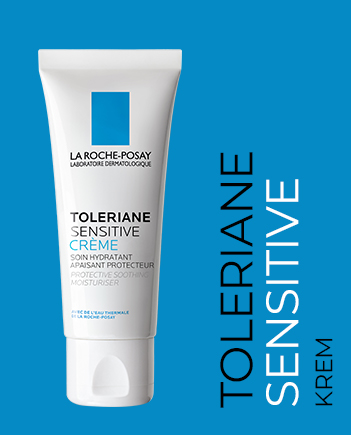 LA ROCHE-POSAY
LABORATOIRE DERMATOLOGIQUE
TOLERIANE
SENSITIVE
CRÈME
SOIN HYDRATANT
APAISANT PROTECTEUR
PROTECTIVE SOOTHING
MOISTURISER
AVEC DE L'EAU THERMALE
DE LA ROCHE-POSAY
TOLERIANE
SENSITIVE
KREM